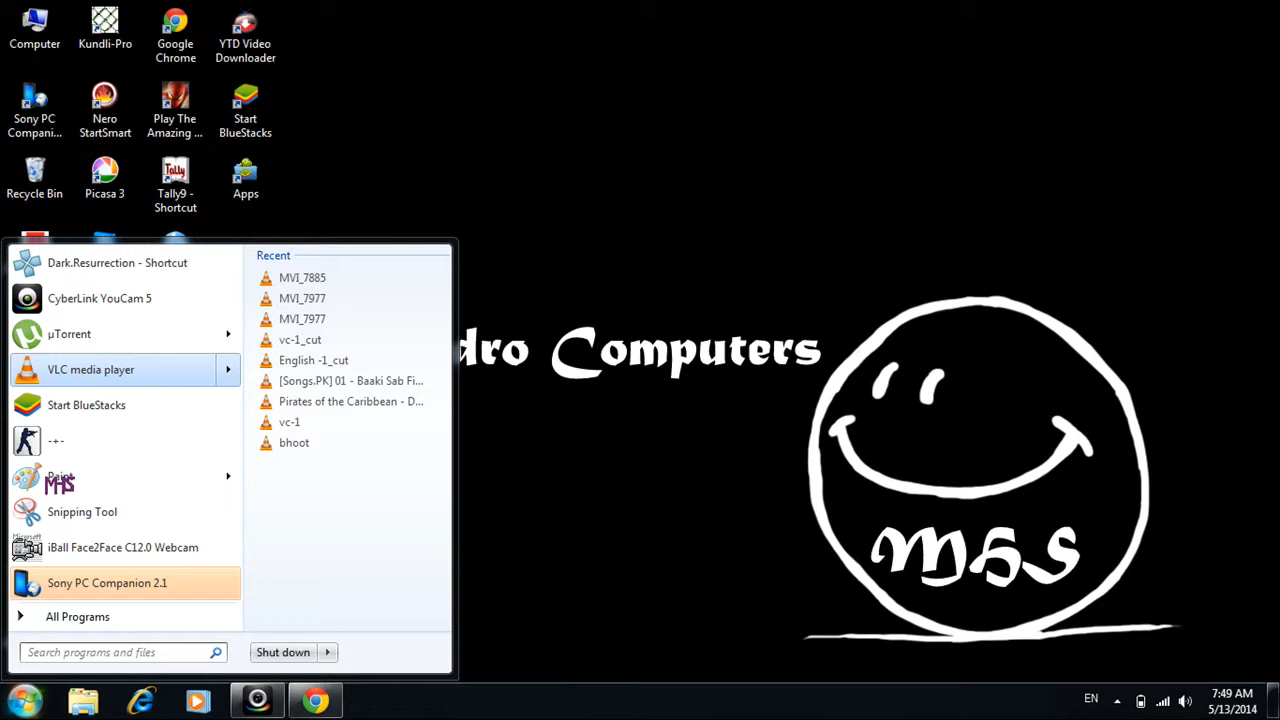 Computer
Kundli-Pro
Google
Chrome
YTD Video
Downloader
Sony PC
Compani...
Nero
StartSmart
Play The
Amazing ...
Start
BlueStacks
Recycle Bin
Picasa 3
Tally
Tally9 -
Shortcut
Apps
Dark.Resurrection - Shortcut
CyberLink YouCam 5
µTorrent
VLC media player
Start BlueStacks
-+-
Paint
MHS
Snipping Tool
Microsoft
iBall Face2Face C12.0 Webcam
Sony PC Companion 2.1
All Programs
Search programs and files
Shut down
Recent
MVI_7885
MVI_7977
MVI_7977
vc-1_cut
English -1_cut
[Songs.PK] 01 - Baaki Sab Fi...
Pirates of the Caribbean - D...
vc-1
bhoot
dro Computers
MHS
EN
7:49 AM
5/13/2014